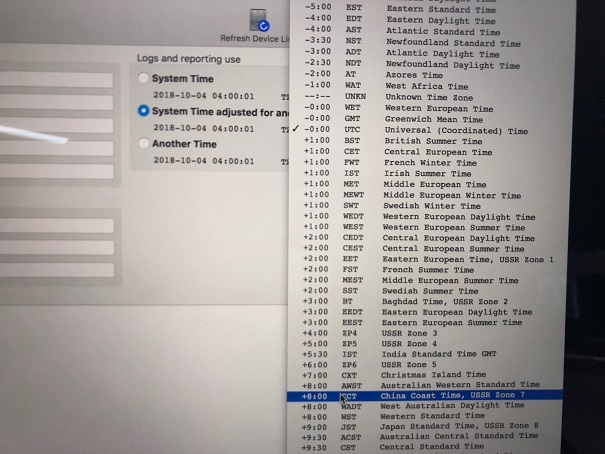 Refresh Device
Logs and reporting use
System Time
2018-10-04 04:00:01
System Time adjusted for
2018-10-04 04:00:01
Another Time
2018-10-04 04:00:01
-5:00 EST Eastern Standard Time
-4:00 EDT Eastern Daylight Time
-4:00 AST Atlantic Standard Time
-3:30 NST Newfoundland Standard Time
-3:00 ADT Atlantic Daylight Time
-2:30 NDT Newfoundland Daylight Time
-2:00 AT Azores Time
-1:00 WAT West Africa Time
--:-- UNKN Unknown Time Zone
-0:00 WET Western European Time
-0:00 GMT Greenwich Mean Time
✓ -0:00 UTC Universal (Coordinated) Time
+1:00 BST British Summer Time
+1:00 CET Central European Time
+1:00 FWT French Winter Time
+1:00 IST Irish Summer Time
+1:00 MET Middle European Time
+1:00 MEWT Middle European Winter Time
+1:00 SWT Swedish Winter Time
+1:00 WEDT Western European Daylight Time
+1:00 WEST Western European Summer Time
+2:00 CEDT Central European Daylight Time
+2:00 CEST Central European Summer Time
+2:00 EET Eastern European Time, USSR Zone 1
+2:00 FST French Summer Time
+2:00 MEST Middle European Summer Time
+2:00 SST Swedish Summer Time
+3:00 BT Baghdad Time, USSR Zone 2
+3:00 EEDT Eastern European Daylight Time
+3:00 EEST Eastern European Summer Time
+4:00 ZP4 USSR Zone 3
+5:00 ZP5 USSR Zone 4
+5:30 IST India Standard Time GMT
+6:00 ZP6 USSR Zone 5
+7:00 CXT Christmas Island Time
+8:00 AWST Australian Western Standard Time
+8:00 CCT China Coast Time, USSR Zone 7
+8:00 WADT West Australian Daylight Time
+8:00 WST Western Standard Time
+9:00 JST Japan Standard Time, USSR Zone 8
+9:30 ACST Australian Central Standard Time
+9:30 CST Central Standard Time